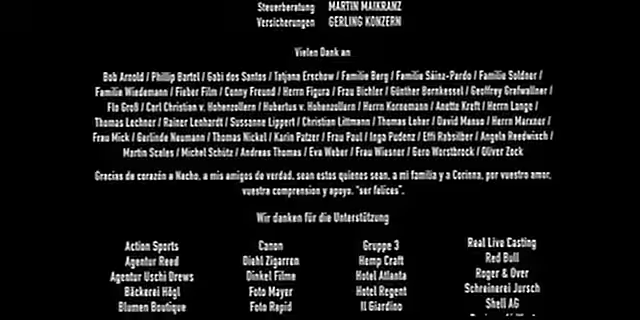 Steuerberatung MARTIN MAIKRANZ
Versicherungen GERLING KONZERN
Vielen Dank an
Bob Arnold / Phillip Bartel / Gabi dos Santos / Tatjana Erschow / Familie Berg / Familie Sáinz-Pardo / Familie Soldner /
Familie Wiedemann / Fieber Film / Conny Freund / Herrn Figura / Frau Bichler / Günther Bornkessel / Geoffrey Grafwallner /
Flo Groß / Carl Christian v. Hohenzollern / Hubertus v. Hohenzollern / Herrn Kornemann / Anette Kreft / Herrn Lange /
Thomas Lechner / Rainer Lenhardt / Susanne Lippert / Christian Littmann / Thomas Loher / David Manso / Herrn Marxner /
Frau Mick / Gerlinde Neumann / Thomas Nickel / Karin Patzer / Frau Paul / Inga Pudenz / Effi Rabsilber / Angela Reedwisch /
Martin Scales / Michel Schütz / Andreas Thomas / Eva Weber / Frau Wiesner / Gero Worstbrock / Oliver Zock
Gracias de corazón a Nacho, a mis amigos de verdad, sean estos quienes sean, a mi familia y a Corinna, por vuestro amor,
vuestra comprension y apoyo. "ser felices".
Wir danken für die Unterstützung
Action Sports Canon Gruppe 3 Real Live Casting
Agentur Reed Diehl Zigarren Hemp Craft Red Bull
Agentur Uschi Drews Dinkel Filme Hotel Atlanta Roger & Over
Bäckerei Högl Foto Mayer Hotel Regent Schreinerei Jursch
Blumen Boutique Foto Rapid Il Giardino Shell AG